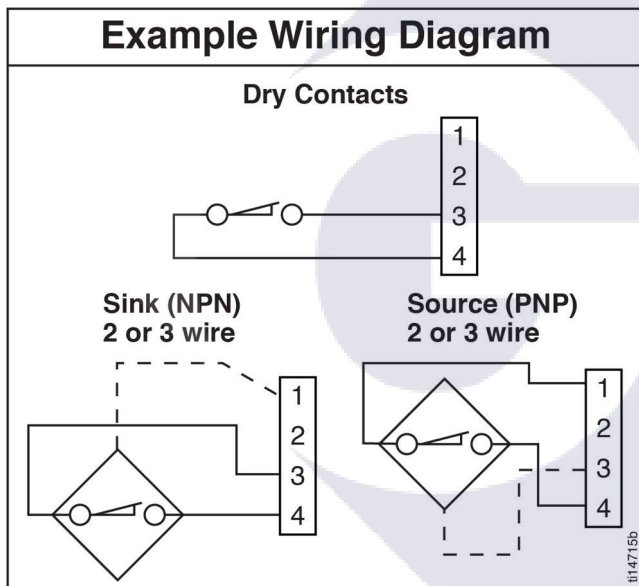 Example Wiring Diagram
Dry Contacts
1
2
3
4
Sink (NPN)
2 or 3 wire
1
2
3
4
Source (PNP)
2 or 3 wire
1
2
3
4
ti14715b